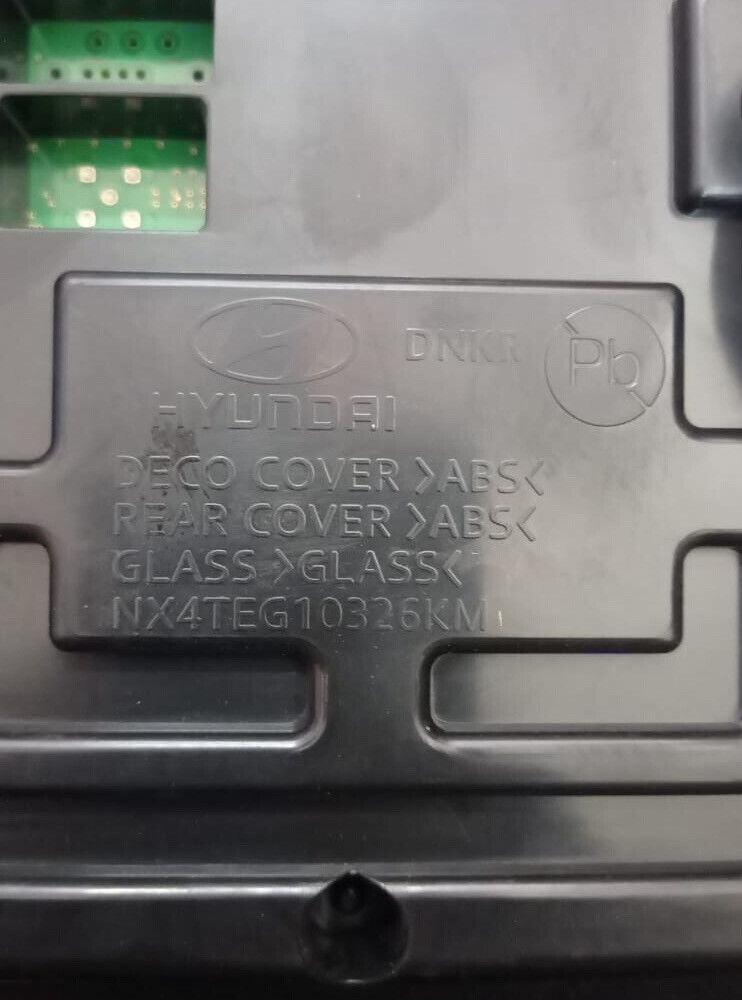 DNKR
Pb
HYUNDAI
DECO COVER >ABS<
REAR COVER >ABS<
GLASS >GLASS<
NX4TEG10326KM